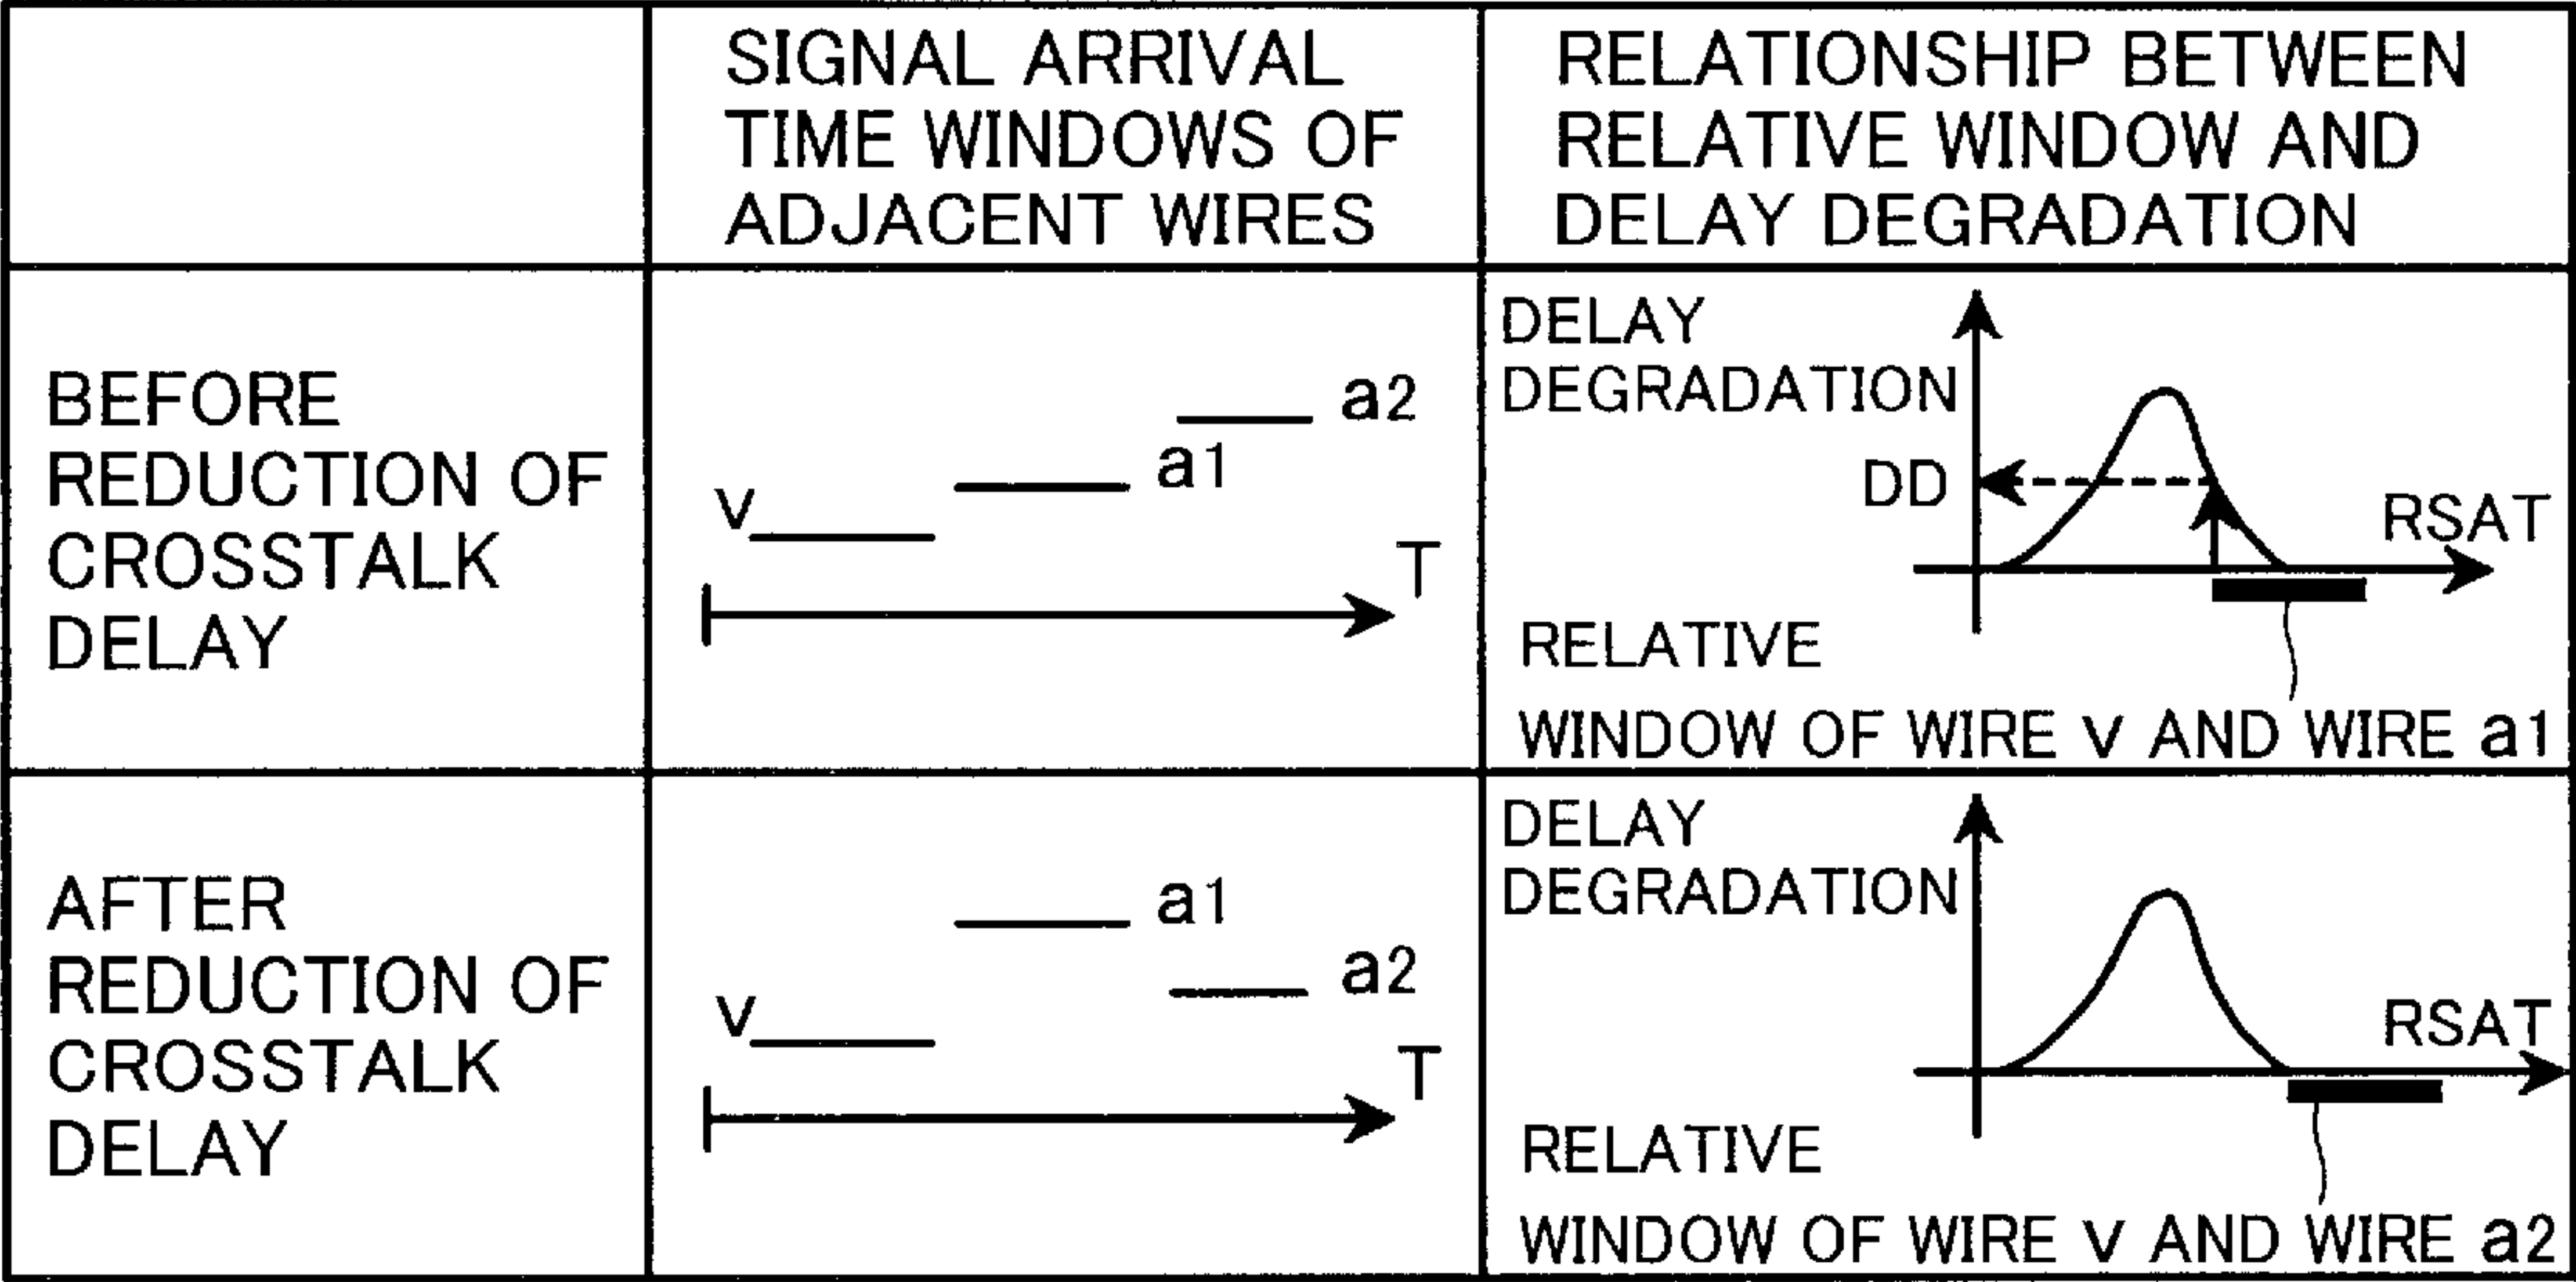 SIGNAL ARRIVAL
TIME WINDOWS OF
ADJACENT WIRES
RELATIONSHIP BETWEEN
RELATIVE WINDOW AND
DELAY DEGRADATION
BEFORE
REDUCTION OF
CROSSTALK
DELAY
a2
a1
v
T
DELAY
DEGRADATION
DD
RSAT
RELATIVE
WINDOW OF WIRE v AND WIRE a1
AFTER
REDUCTION OF
CROSSTALK
DELAY
a1
a2
v
T
DELAY
DEGRADATION
RSAT
RELATIVE
WINDOW OF WIRE v AND WIRE a2